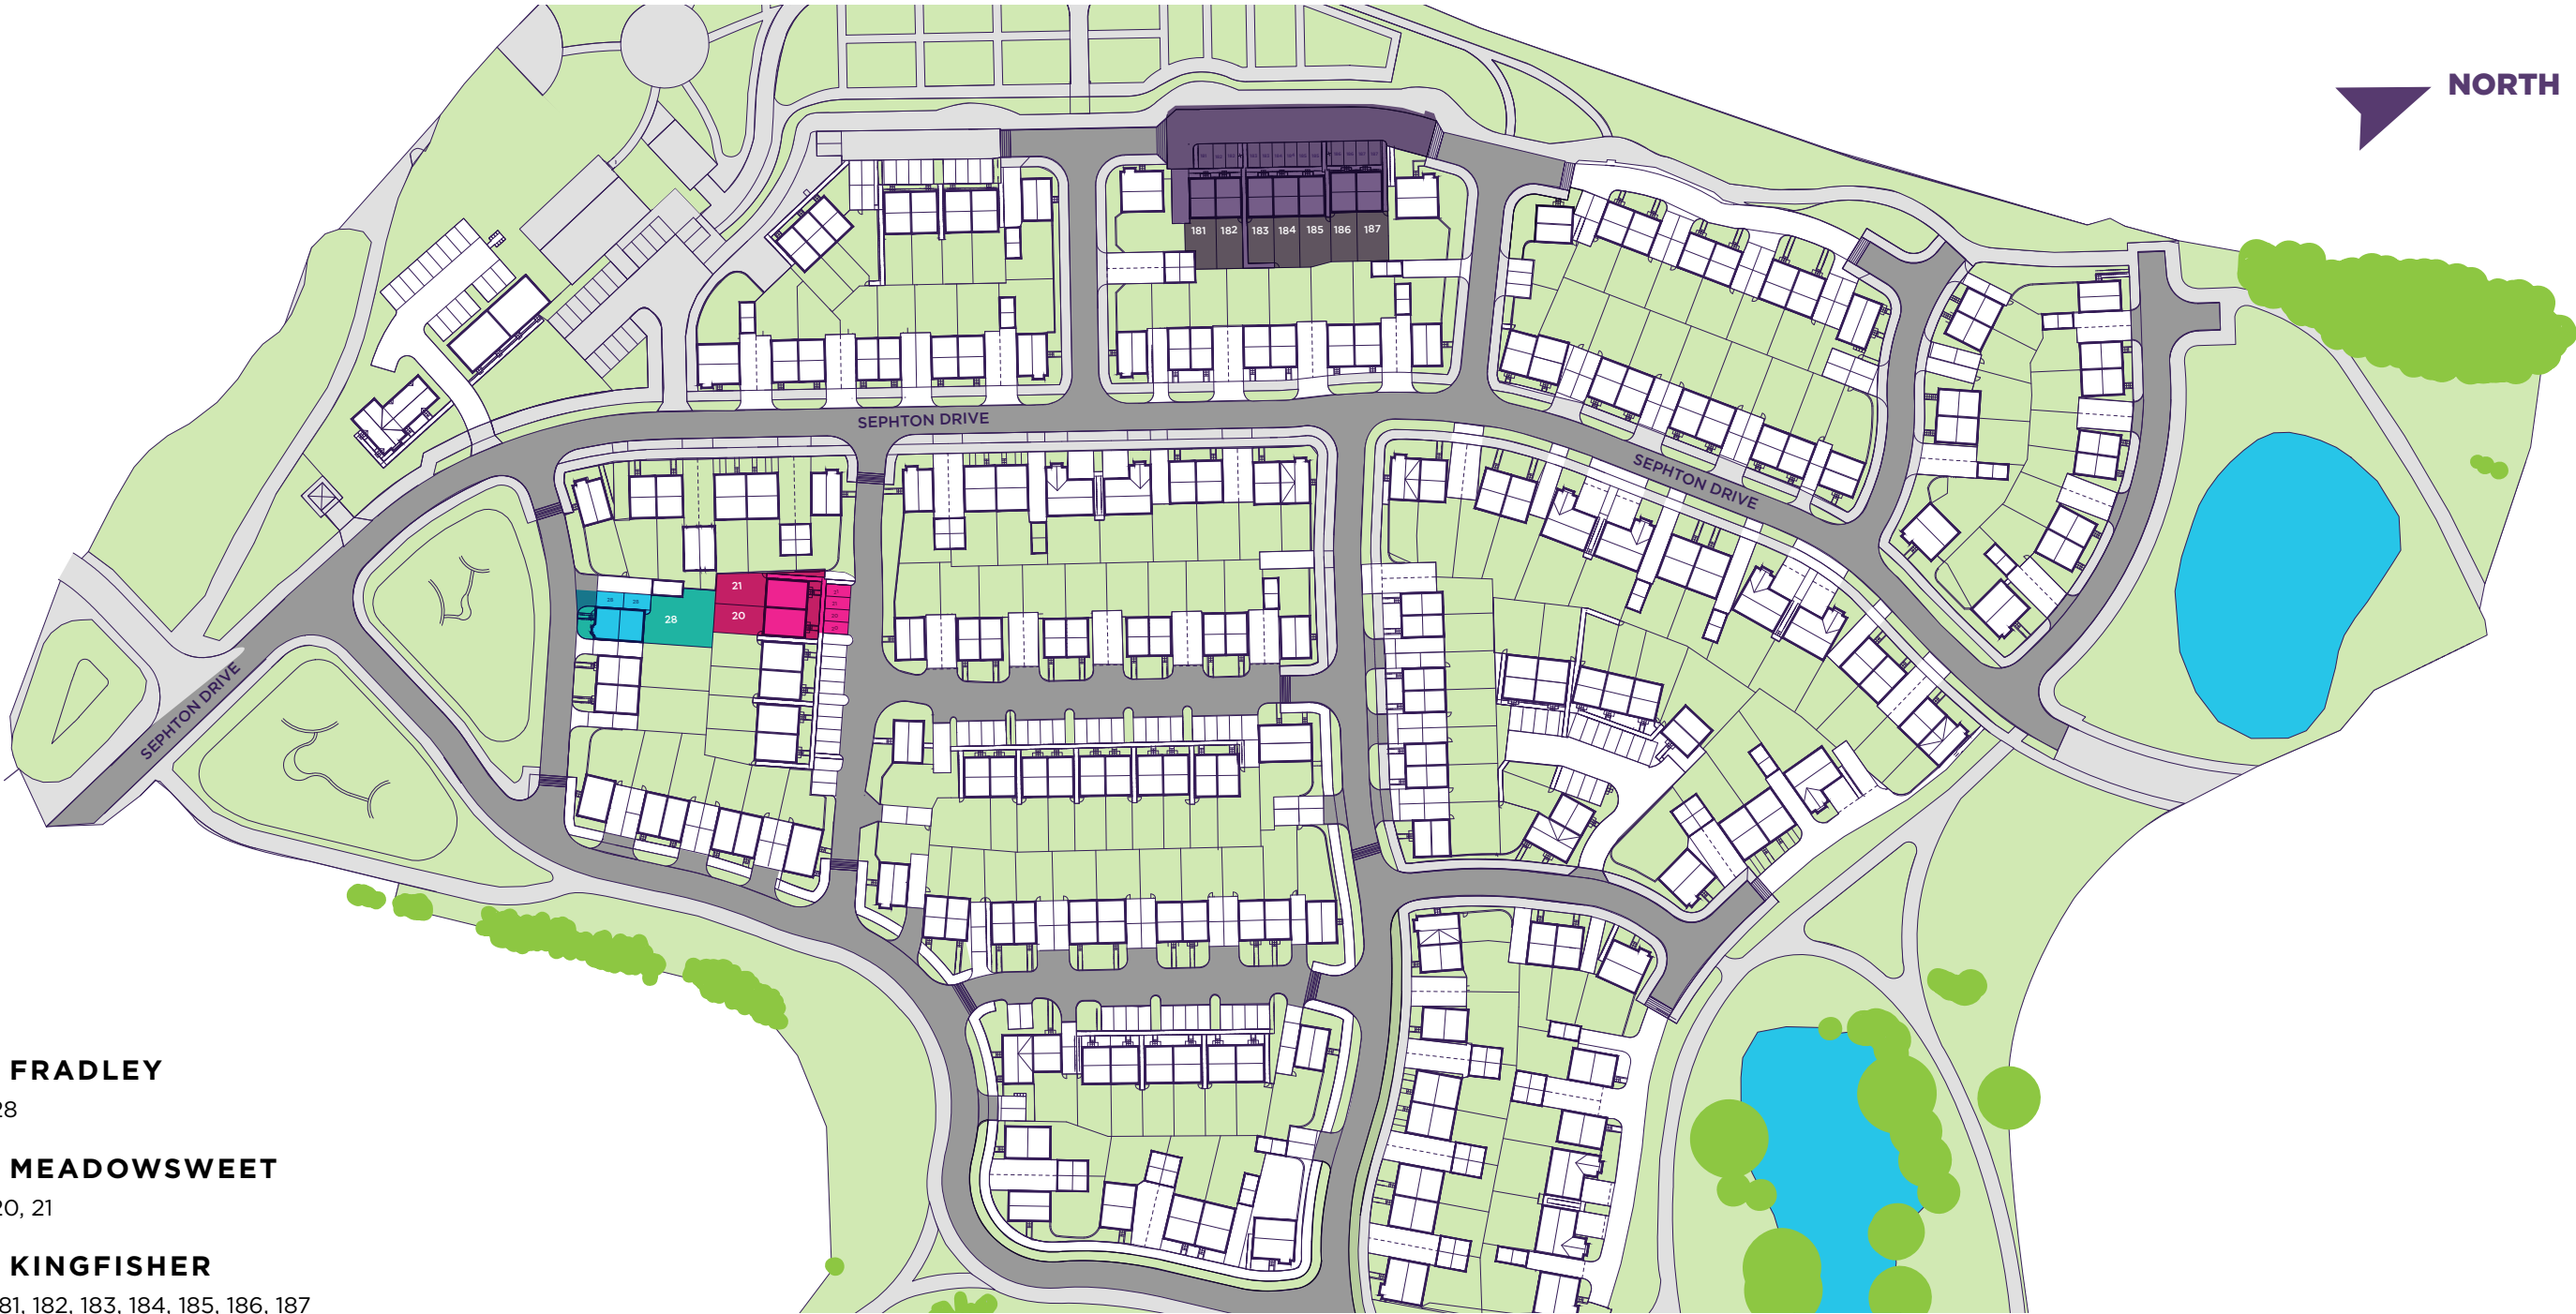 NORTH
181 182 183 184 185 186 187
SEPHTON DRIVE
SEPHTON DRIVE
21
20
28
SEPHTON DRIVE
FRADLEY
28
MEADOWSWEET
20, 21
KINGFISHER
81, 182, 183, 184, 185, 186, 187